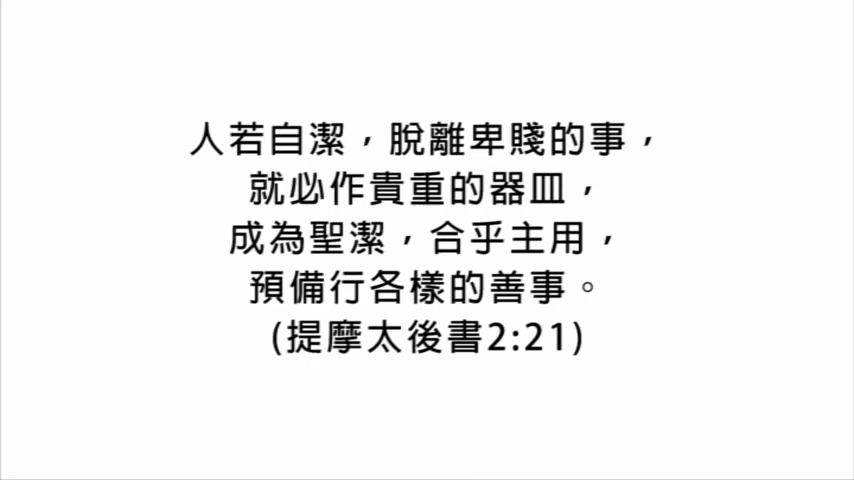 人若自潔，脫離卑賤的事，
就必作貴重的器皿，
成為聖潔，合乎主用，
預備行各樣的善事。
(提摩太後書2:21)